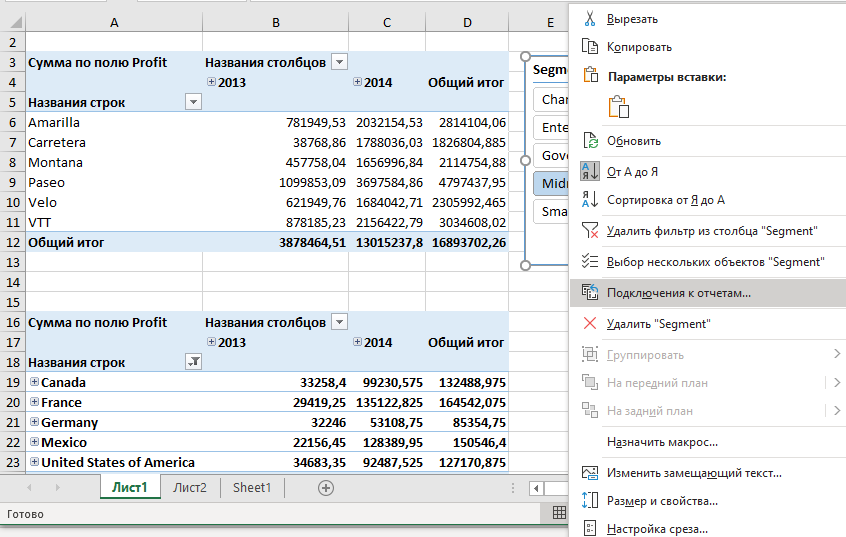 A B C D E
2
3 Сумма по полю Profit Названия столбцов
4 2013 2014 Общий итог
5 Названия строк
6 Amarilla 781949,53 2032154,53 2814104,06
7 Carretera 38768,86 1788036,03 1826804,885
8 Montana 457758,04 1656996,84 2114754,88
9 Paseo 1099853,09 3697584,86 4797437,95
10 Velo 621949,76 1684042,71 2305992,465
11 VTT 878185,23 2156422,79 3034608,02
12 Общий итог 3878464,51 13015237,8 16893702,26
13
14
15
16 Сумма по полю Profit Названия столбцов
17 2013 2014 Общий итог
18 Названия строк
19 Canada 33258,4 99230,575 132488,975
20 France 29419,25 135122,825 164542,075
21 Germany 32246 53108,75 85354,75
22 Mexico 22156,45 128389,95 150546,4
23 United States of America 34683,35 92487,525 127170,875
Лист1 Лист2 Sheet1
Готово
Segm
Chan
Ente
Gove
Midr
Sma
Вырезать
Копировать
Параметры вставки:
Обновить
От А до Я
Сортировка от Я до А
Удалить фильтр из столбца "Segment"
Выбор нескольких объектов "Segment"
Подключения к отчетам...
Удалить "Segment"
Группировать
На передний план
На задний план
Назначить макрос...
Изменить замещающий текст...
Размер и свойства...
Настройка среза...